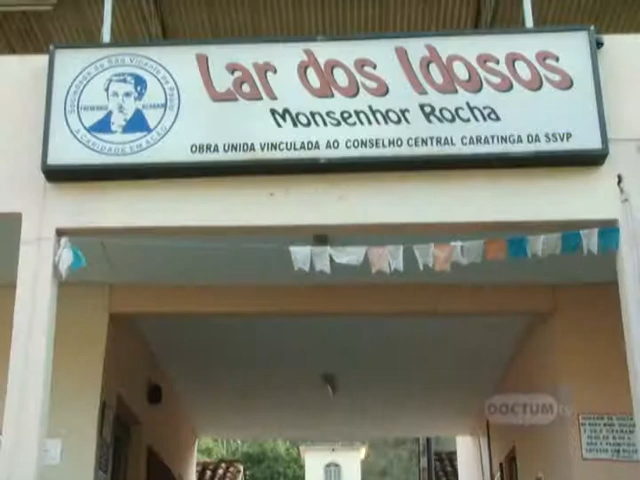 Lar dos Idosos
Monsenhor Rocha
OBRA UNIDA VINCULADA AO CONSELHO CENTRAL CARATINGA DA SSVP
Sociedade de São Vicente de Paulo
FREDERICO OZANAM
A CARIDADE EM AÇÃO
DOCTUM tv